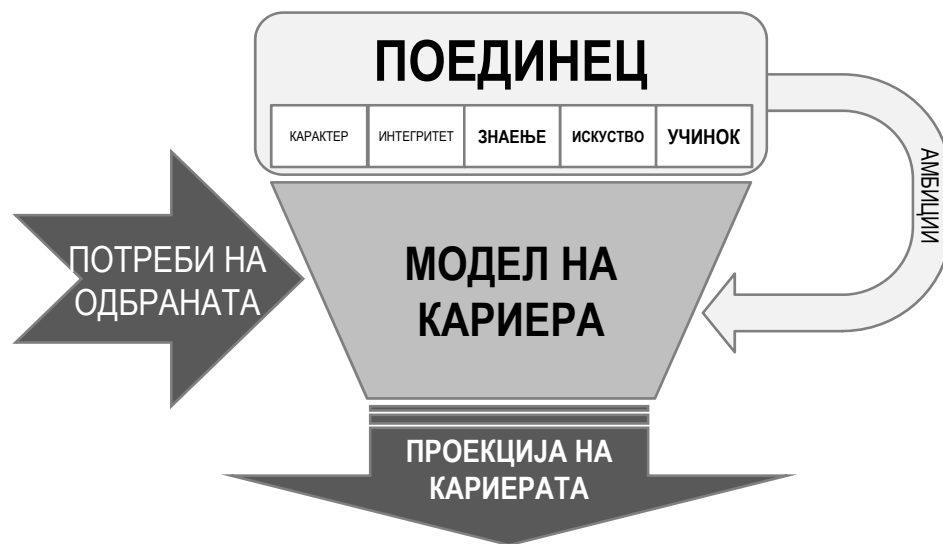 ПОЕДИНЕЦ
КАРАКТЕР
ИНТЕГРИТЕТ
ЗНАЕЊЕ
ИСКУСТВО
УЧИНОК
АМБИЦИИ
ПОТРЕБИ НА
ОДБРАНАТА
МОДЕЛ НА
КАРИЕРА
ПРОЕКЦИЈА НА
КАРИЕРАТА